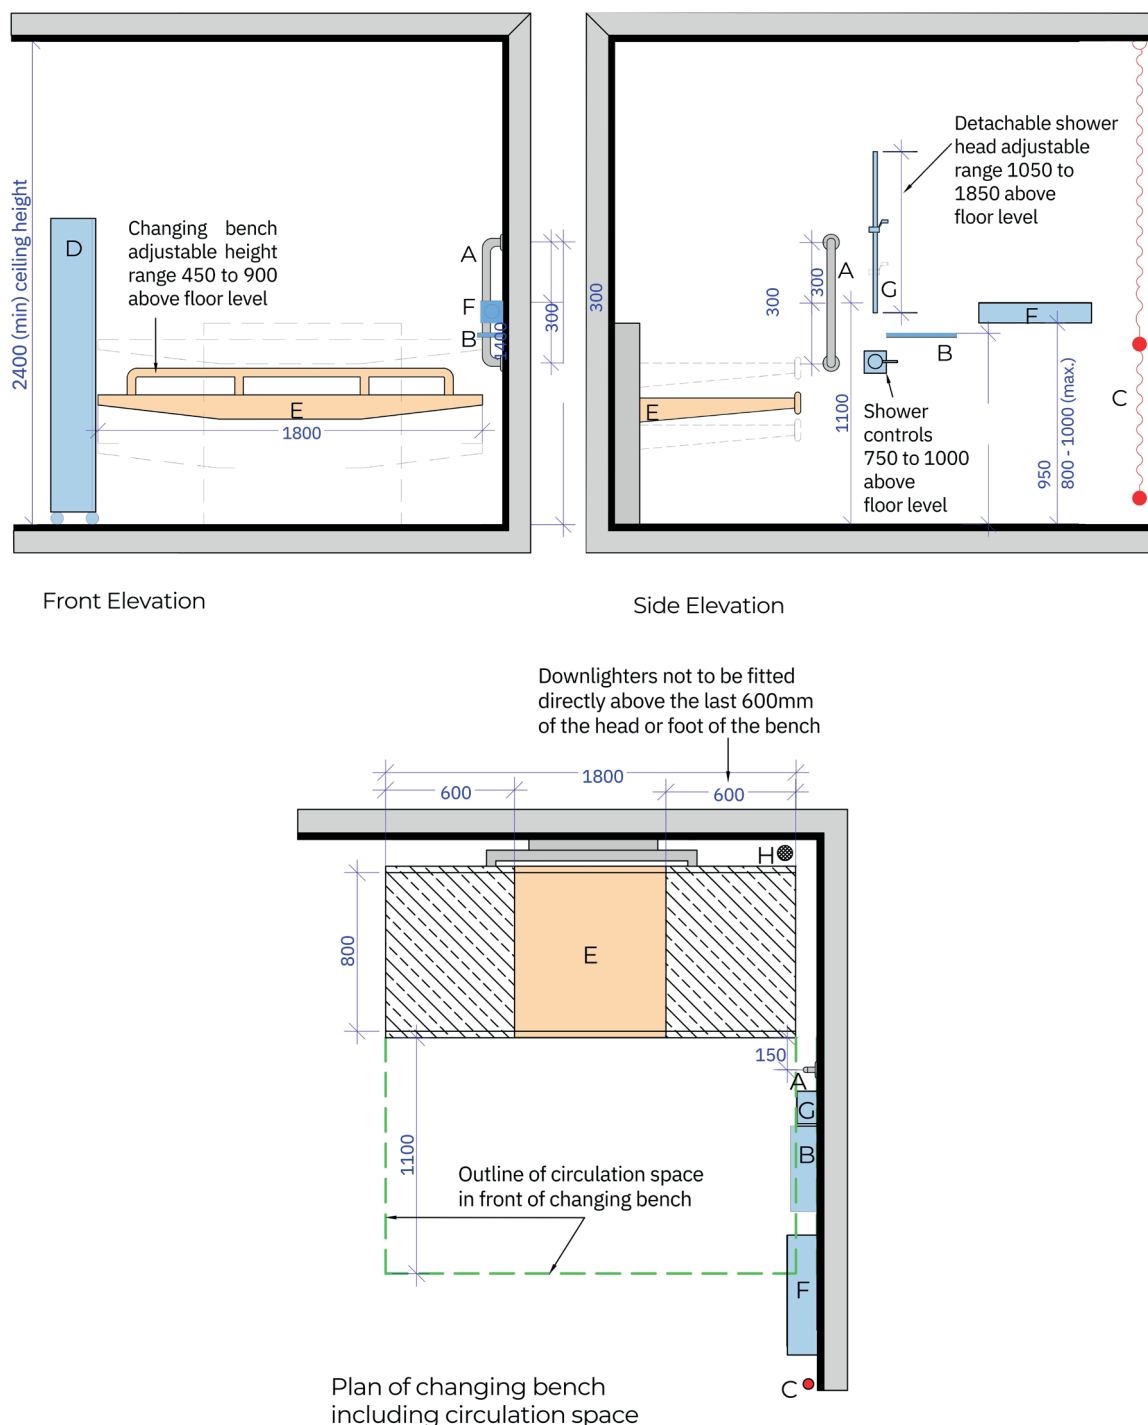 2400 (min) ceiling height
D
Changing bench
adjustable height
range 450 to 900
above floor level
A
F
B
1400
300
E
1800
Front Elevation
300
Detachable shower
head adjustable
range 1050 to
1850 above
floor level
300
300
A
G
F
B
E
1100
Shower
controls
750 to 1000
above
floor level
950
800 - 1000 (max.)
C
Side Elevation
Downlighters not to be fitted
directly above the last 600mm
of the head or foot of the bench
1800
600
600
H
800
E
150
A
G
B
1100
Outline of circulation space
in front of changing bench
F
C
Plan of changing bench
including circulation space